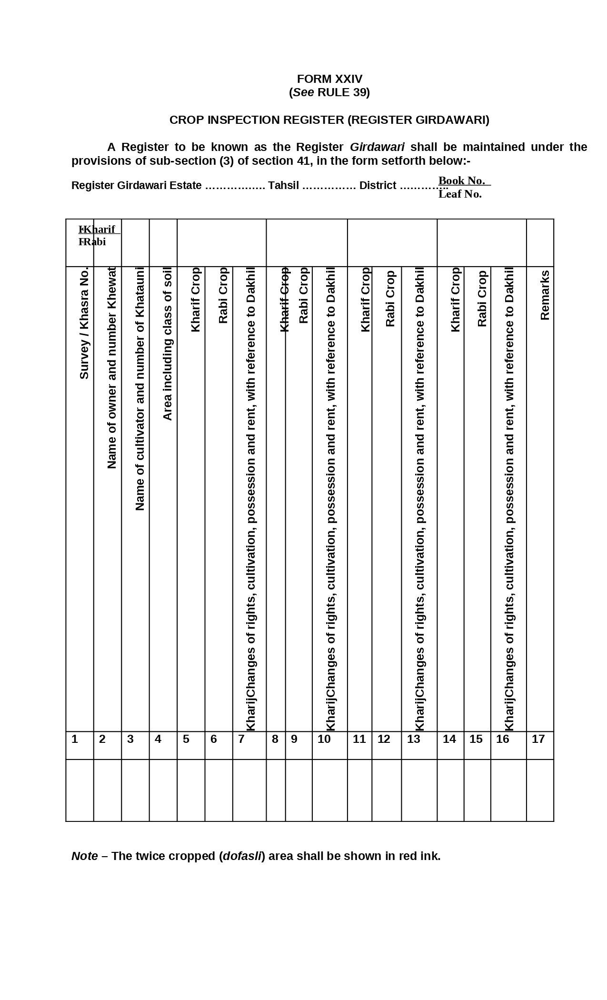 FORM XXIV
(See RULE 39)
CROP INSPECTION REGISTER (REGISTER GIRDAWARI)
A Register to be known as the Register Girdawari shall be maintained under the
provisions of sub-section (3) of section 41, in the form setforth below:-
Register Girdawari Estate ………….…. Tahsil …………… District …………..
Book No.
Leaf No.
Kharif
Rabi
Survey / Khasra No.
Name of owner and number Khewat
Name of cultivator and number of Khatauni
Area including class of soil
Kharif Crop
Rabi Crop
KharijChanges of rights, cultivation, possession and rent, with reference to Dakhil
Kharif Crop
Rabi Crop
KharijChanges of rights, cultivation, possession and rent, with reference to Dakhil
Kharif Crop
Rabi Crop
KharijChanges of rights, cultivation, possession and rent, with reference to Dakhil
Kharif Crop
Rabi Crop
KharijChanges of rights, cultivation, possession and rent, with reference to Dakhil
Remarks
1 2 3 4 5 6 7 8 9 10 11 12 13 14 15 16 17
Note – The twice cropped (dofasli) area shall be shown in red ink.